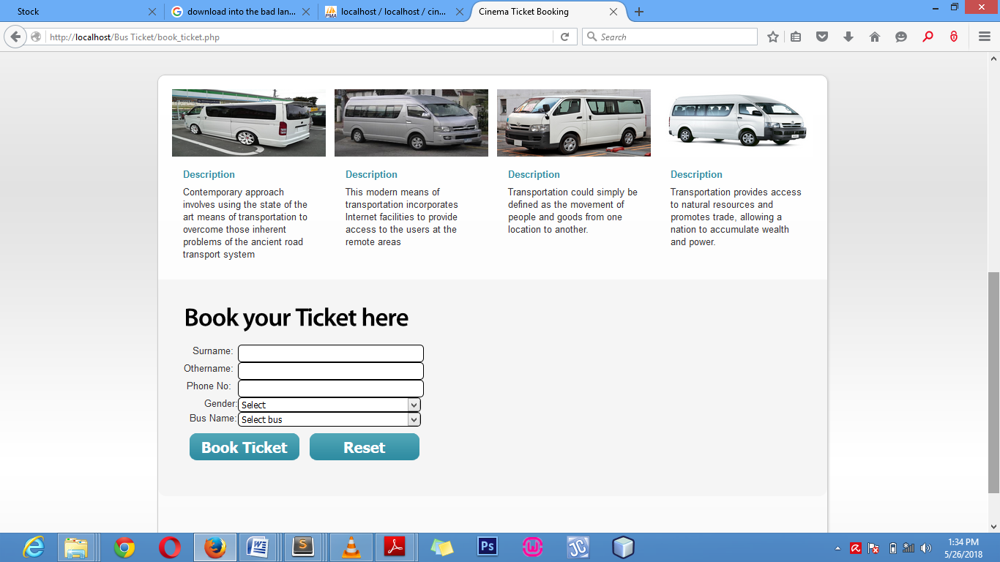 Stock
download into the bad lan...
localhost / localhost / cin...
Cinema Ticket Booking
http://localhost/Bus Ticket/book_ticket.php
Search
Description
Contemporary approach
involves using the state of the
art means of transportation to
overcome those inherent
problems of the ancient road
transport system
Description
This modern means of
transportation incorporates
Internet facilities to provide
access to the users at the
remote areas
Description
Transportation could simply be
defined as the movement of
people and goods from one
location to another.
Description
Transportation provides access
to natural resources and
promotes trade, allowing a
nation to accumulate wealth
and power.
Book your Ticket here
Surname:
Othername:
Phone No:
Gender: Select
Bus Name: Select bus
Book Ticket Reset
1:34 PM
5/26/2018